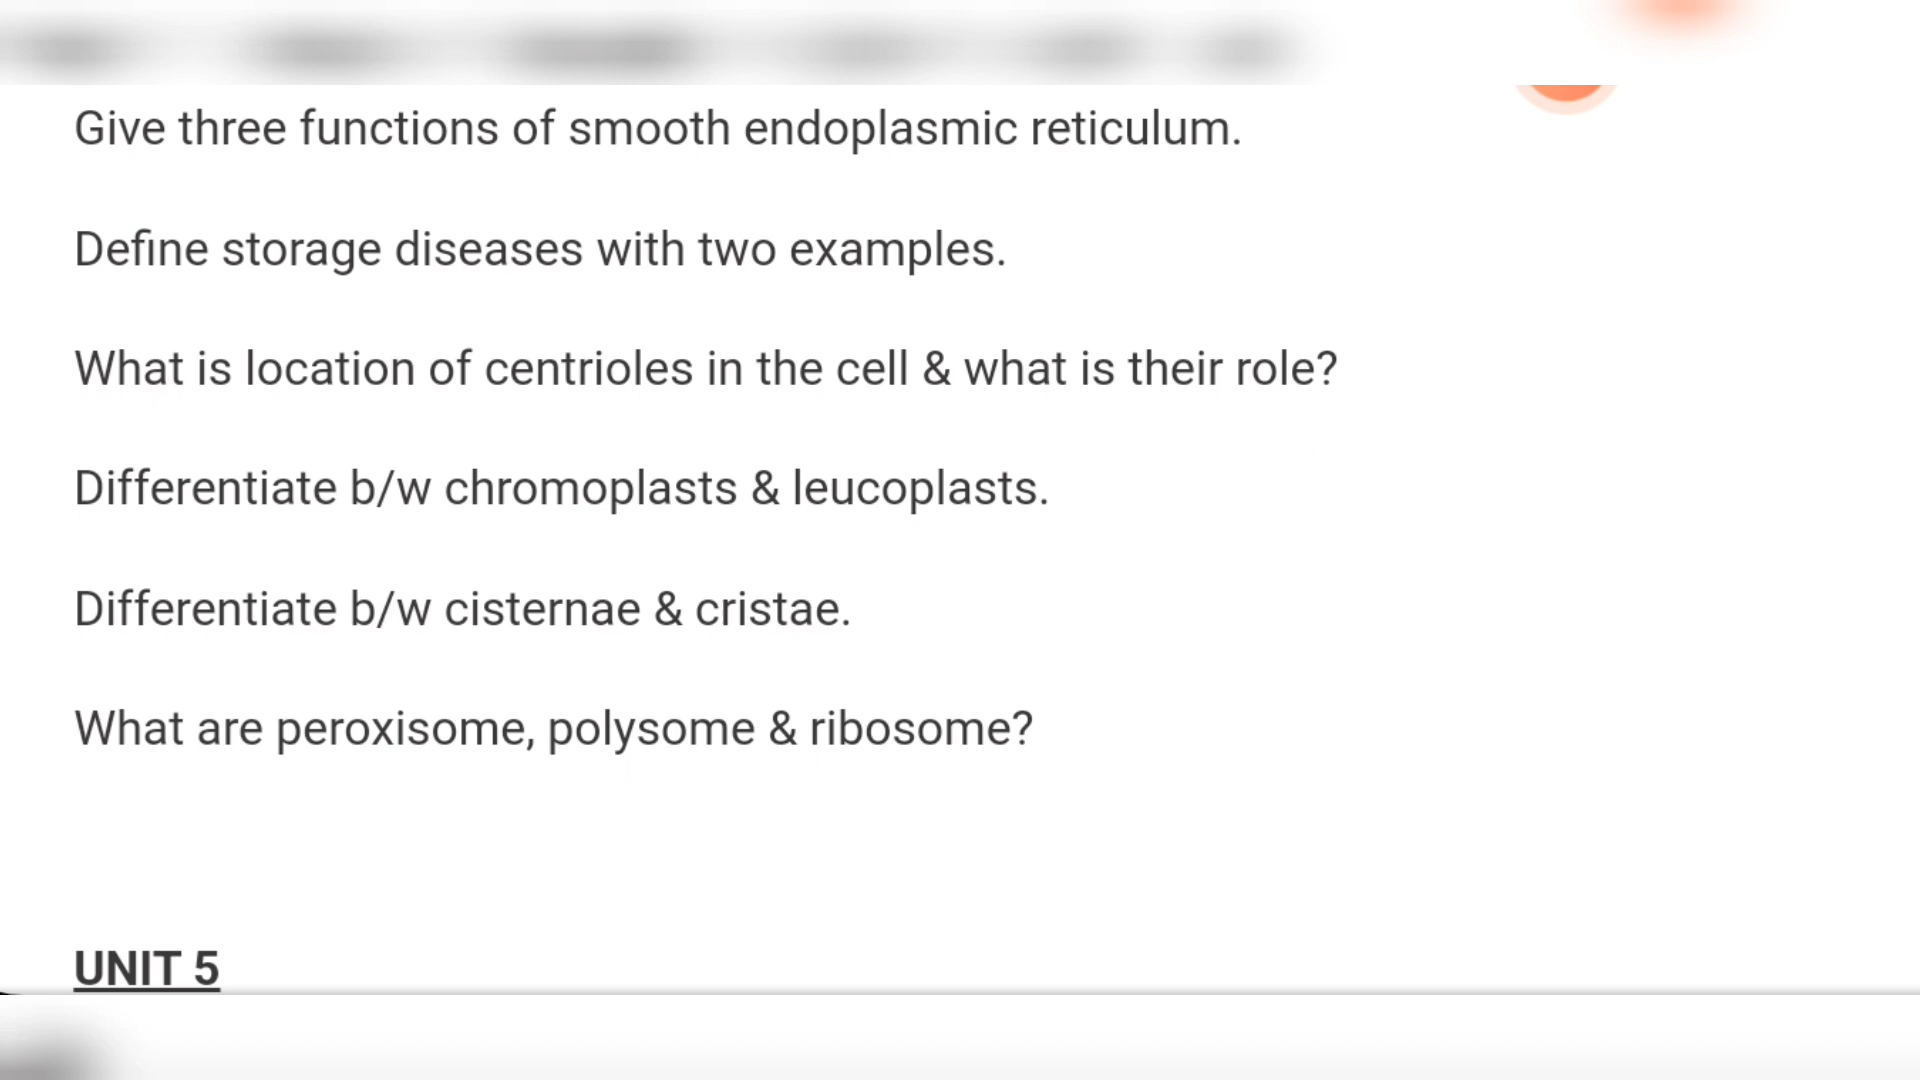 Give three functions of smooth endoplasmic reticulum.
Define storage diseases with two examples.
What is location of centrioles in the cell & what is their role?
Differentiate b/w chromoplasts & leucoplasts.
Differentiate b/w cisternae & cristae.
What are peroxisome, polysome & ribosome?
UNIT 5